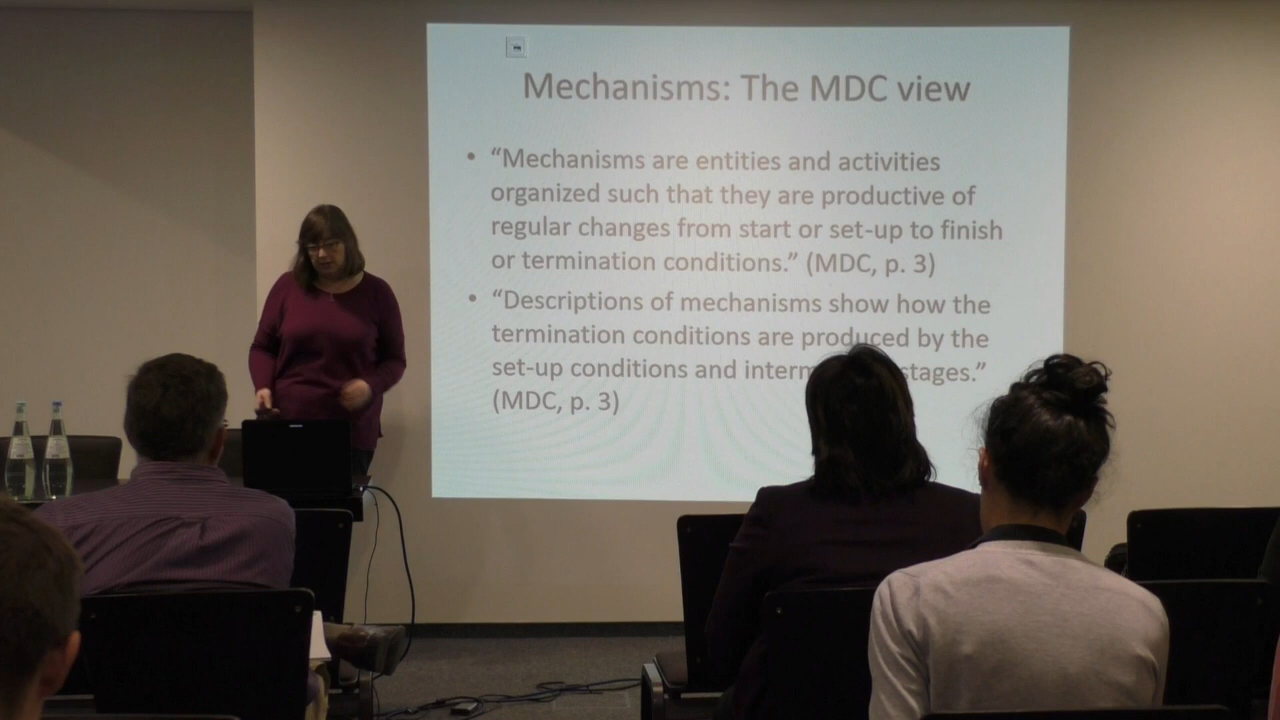 Mechanisms: The MDC view
• “Mechanisms are entities and activities
organized such that they are productive of
regular changes from start or set-up to finish
or termination conditions.” (MDC, p. 3)
• “Descriptions of mechanisms show how the
termination conditions are produced by the
set-up conditions and interm stages.”
(MDC, p. 3)